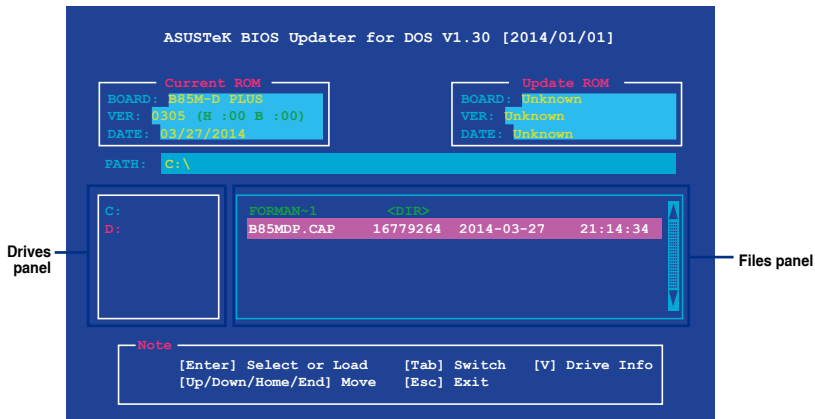 ASUSTeK BIOS Updater for DOS V1.30 [2014/01/01]
Current ROM
BOARD: B85M-D PLUS
VER: 0305 (H :00 B :00)
DATE: 03/27/2014
Update ROM
BOARD: Unknown
VER: Unknown
DATE: Unknown
PATH: C:\
C:
D:
FORMAN~1 <DIR>
B85MDP.CAP 16779264 2014-03-27 21:14:34
Drives panel
Files panel
Note
[Enter] Select or Load [Tab] Switch [V] Drive Info
[Up/Down/Home/End] Move [Esc] Exit